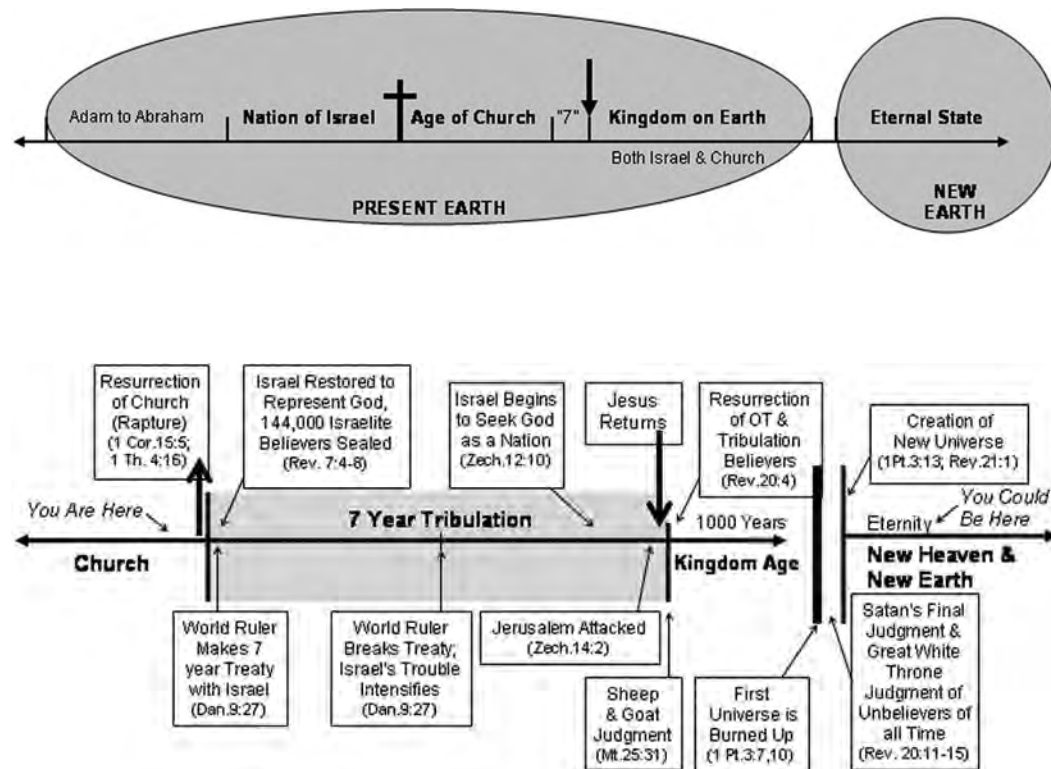 Adam to Abraham
Nation of Israel
Age of Church
"7"
Kingdom on Earth
Eternal State
Both Israel & Church
PRESENT EARTH
NEW
EARTH
Resurrection
of Church
(Rapture)
(1 Cor.15:5;
1 Th. 4:16)
Israel Restored to
Represent God,
144,000 Israelite
Believers Sealed
(Rev. 7:4-8)
Israel Begins
to Seek God
as a Nation
(Zech.12:10)
Jesus
Returns
Resurrection
of OT &
Tribulation
Believers
(Rev.20:4)
Creation of
New Universe
(1Pt.3:13; Rev.21:1)
You Are Here
7 Year Tribulation
1000 Years
Eternity
You Could
Be Here
Church
Kingdom Age
New Heaven &
New Earth
World Ruler
Makes 7
year Treaty
with Israel
(Dan.9:27)
World Ruler
Breaks Treaty;
Israel's Trouble
Intensifies
(Dan.9:27)
Jerusalem Attacked
(Zech.14:2)
Sheep
& Goat
Judgment
(Mt.25:31)
First
Universe is
Burned Up
(1 Pt.3:7,10)
Satan's Final
Judgment &
Great White
Throne
Judgment of
Unbelievers of
all Time
(Rev. 20:11-15)